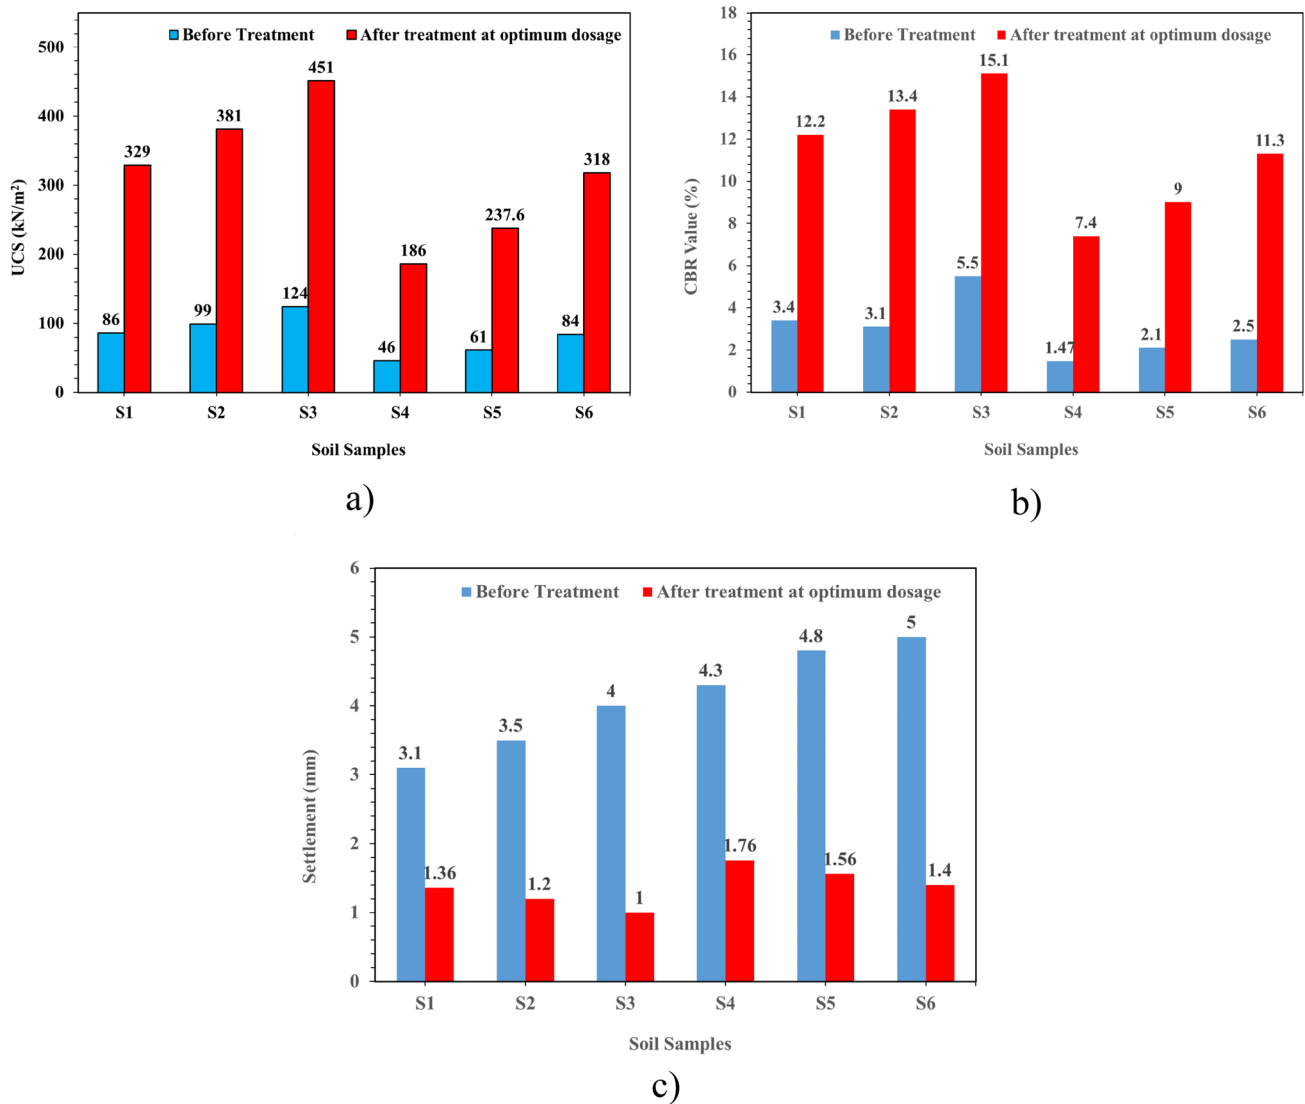 Before Treatment After treatment at optimum dosage
500
400
300
200
100
0
UCS (kN/m²)
86 329 99 381 124 451 46 186 61 237.6 84 318
S1 S2 S3 S4 S5 S6
Soil Samples
a)
Before Treatment After treatment at optimum dosage
18
16
14
12
10
8
6
4
2
0
CBR Value (%)
3.4 12.2 3.1 13.4 5.5 15.1 1.47 7.4 2.1 9 2.5 11.3
S1 S2 S3 S4 S5 S6
Soil Samples
b)
Before Treatment After treatment at optimum dosage
6
5
4
3
2
1
0
Settlement (mm)
3.1 1.36 3.5 1.2 4 1 4.3 1.76 4.8 1.56 5 1.4
S1 S2 S3 S4 S5 S6
Soil Samples
c)